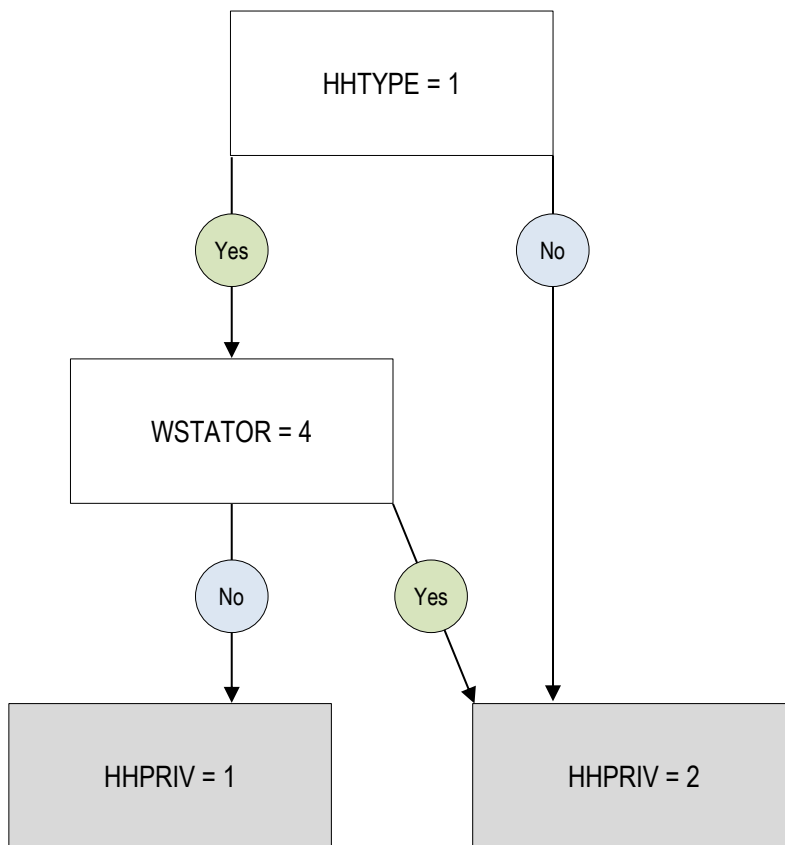 HHTYPE = 1
Yes
No
WSTATOR = 4
No
Yes
HHPRIV = 1
HHPRIV = 2